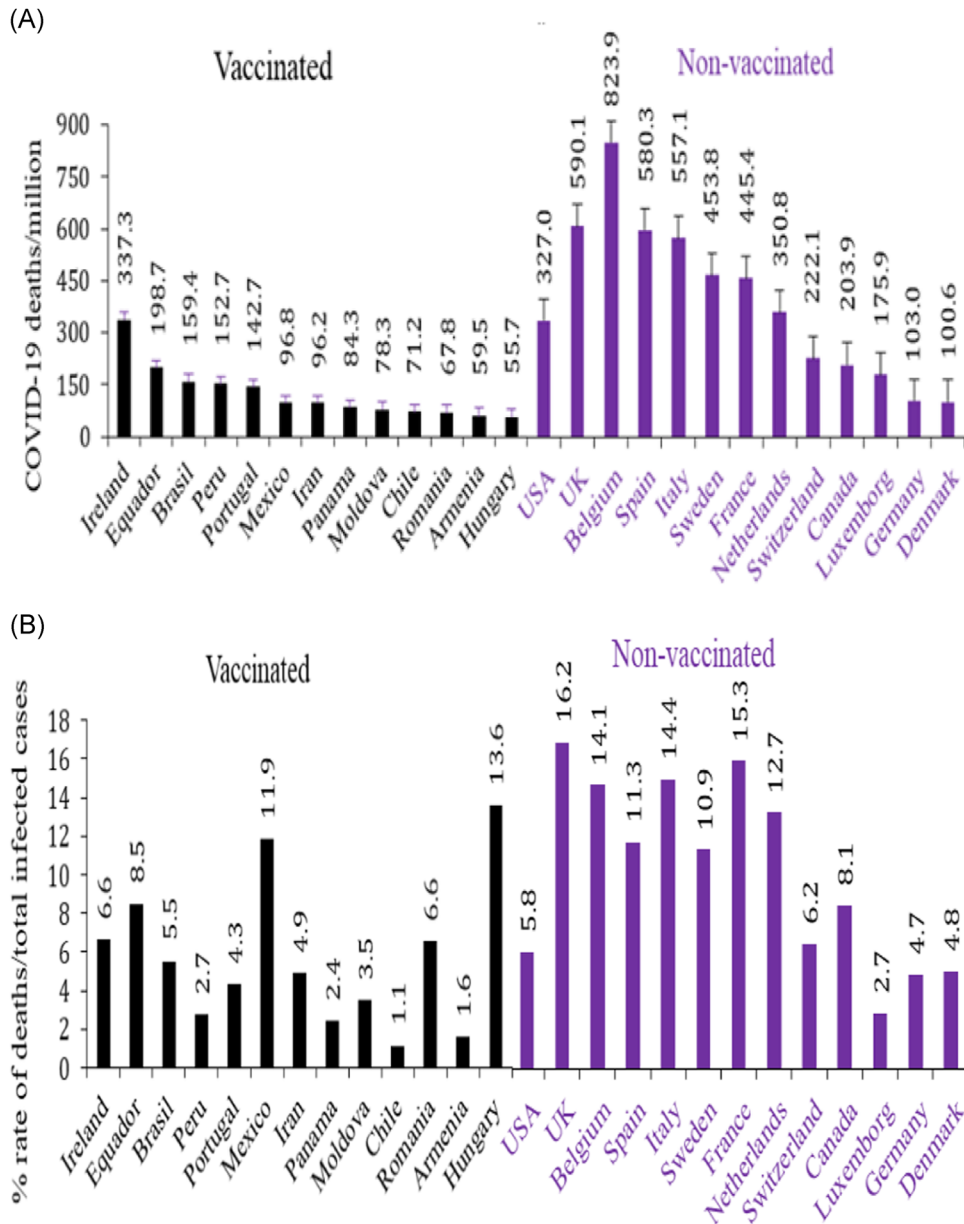 (A)
Vaccinated
Non-vaccinated
COVID-19 deaths/million
900
750
600
450
300
150
0
337.3
198.7
159.4
152.7
142.7
96.8
96.2
84.3
78.3
71.2
67.8
59.5
55.7
327.0
590.1
823.9
580.3
557.1
453.8
445.4
350.8
222.1
203.9
175.9
103.0
100.6
Ireland
Equador
Brasil
Peru
Portugal
Mexico
Iran
Panama
Moldova
Chile
Romania
Armenia
Hungary
USA
UK
Belgium
Spain
Italy
Sweden
France
Netherlands
Switzerland
Canada
Luxemborg
Germany
Denmark
(B)
Vaccinated
Non-vaccinated
% rate of deaths/total infected cases
18
16
14
12
10
8
6
4
2
0
6.6
8.5
5.5
2.7
4.3
11.9
4.9
2.4
3.5
1.1
6.6
1.6
13.6
5.8
16.2
14.1
11.3
14.4
10.9
15.3
12.7
6.2
8.1
2.7
4.7
4.8
Ireland
Equador
Brasil
Peru
Portugal
Mexico
Iran
Panama
Moldova
Chile
Romania
Armenia
Hungary
USA
UK
Belgium
Spain
Italy
Sweden
France
Netherlands
Switzerland
Canada
Luxemborg
Germany
Denmark